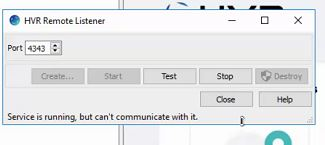 HVR Remote Listener
Port 4343
Create... Start Test Stop Destroy
Close Help
Service is running, but can't communicate with it.